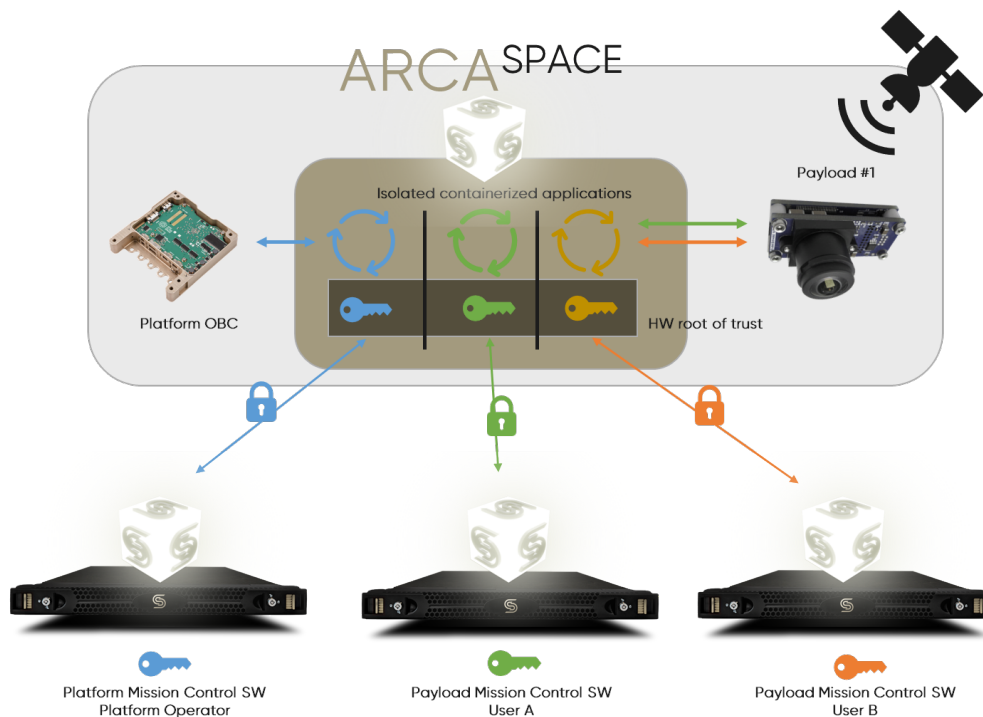 ARCA SPACE
Isolated containerized applications
Payload #1
Platform OBC
HW root of trust
Platform Mission Control SW
Platform Operator
Payload Mission Control SW
User A
Payload Mission Control SW
User B